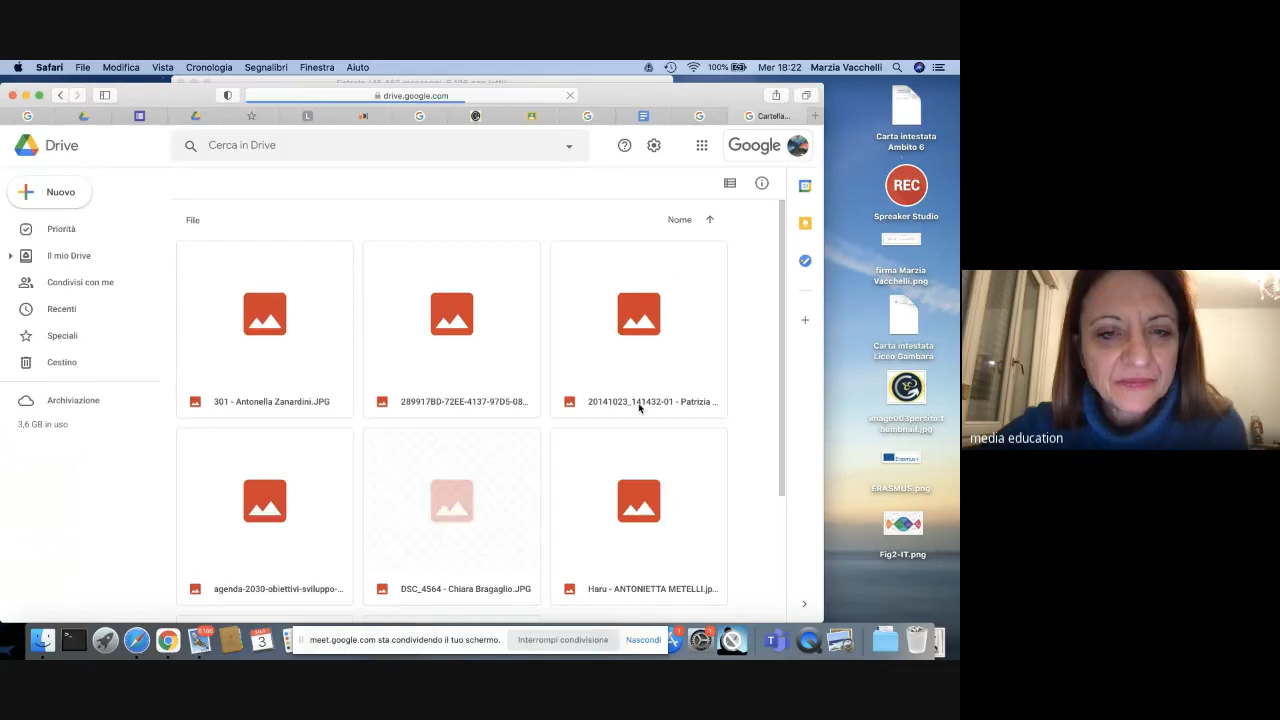 Safari File Modifica Vista Cronologia Segnalibri Finestra Aiuto 100% Mer 18:22 Marzia Vacchelli
drive.google.com
Cartella...
Drive
Cerca in Drive
Google
Nuovo
Priorità
Il mio Drive
Condivisi con me
Recenti
Speciali
Cestino
Archiviazione
3,6 GB in uso
File Nome
301 - Antonella Zanardini.JPG
289917BD-72EE-4137-97D5-08...
20141023_141432-01 - Patrizia ...
agenda-2030-obiettivi-sviluppo-...
DSC_4564 - Chiara Bragaglio.JPG
Haru - ANTONIETTA METELLI.jp...
meet.google.com sta condividendo il tuo schermo. Interrompi condivisione Nascondi
Carta intestata
Ambito 6
REC
Spreaker Studio
firma Marzia
Vacchelli.png
Carta intestata
Liceo Gambara
image003persito.t
humbnail.jpg
Erasmus+
ERASMUS.png
Fig2-IT.png
media education